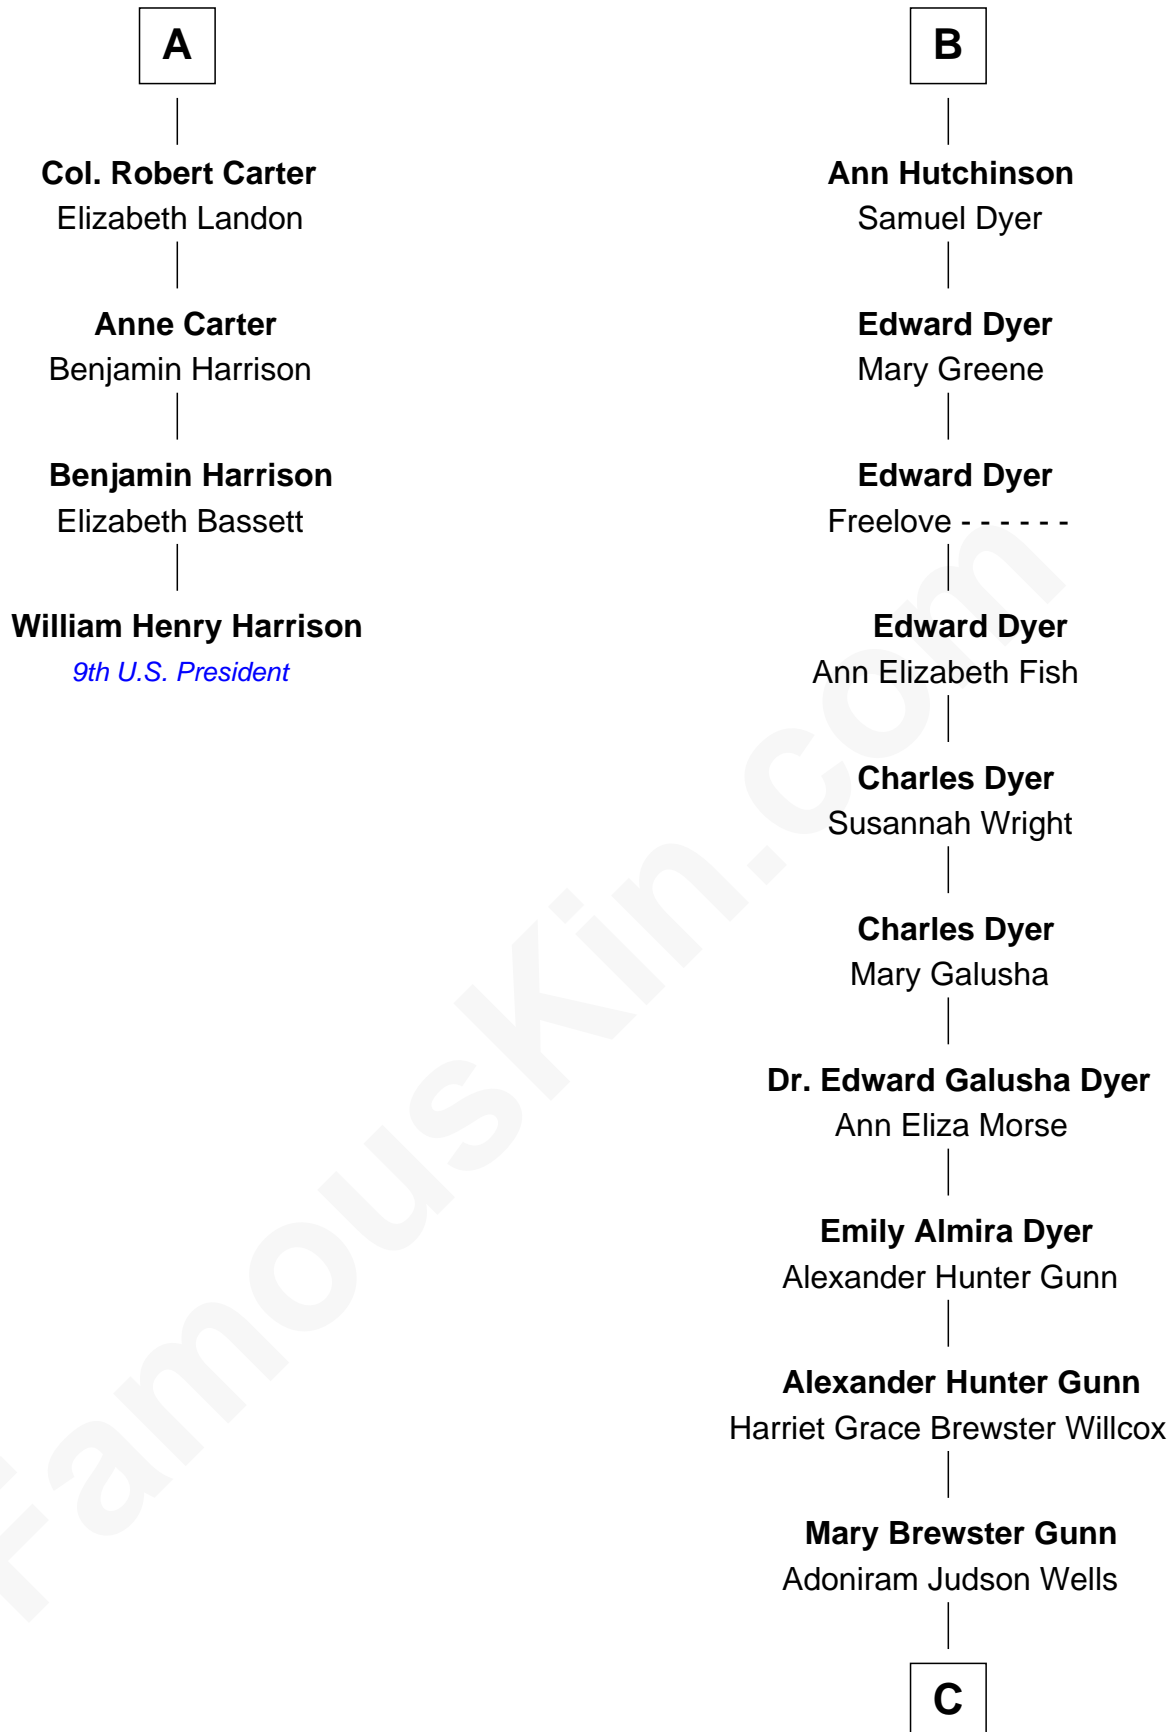 A
Col. Robert Carter
Elizabeth Landon
Anne Carter
Benjamin Harrison
Benjamin Harrison
Elizabeth Bassett
William Henry Harrison
9th U.S. President
B
Ann Hutchinson
Samuel Dyer
Edward Dyer
Mary Greene
Edward Dyer
Freelove - - - - - -
Edward Dyer
Ann Elizabeth Fish
Charles Dyer
Susannah Wright
Charles Dyer
Mary Galusha
Dr. Edward Galusha Dyer
Ann Eliza Morse
Emily Almira Dyer
Alexander Hunter Gunn
Alexander Hunter Gunn
Harriet Grace Brewster Willcox
Mary Brewster Gunn
Adoniram Judson Wells
C
FamousKin.com